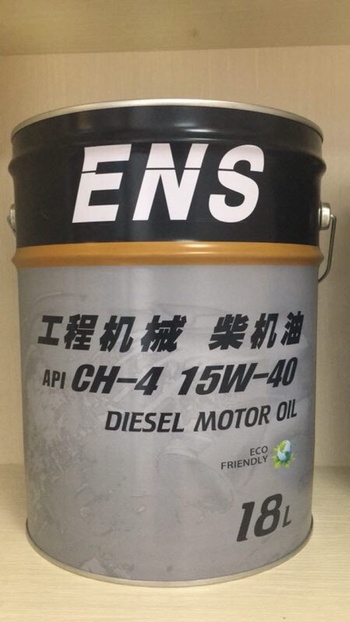 ENS
工程机械 柴机油
API CH-4 15W-40
DIESEL MOTOR OIL
ECO
FRIENDLY
18L